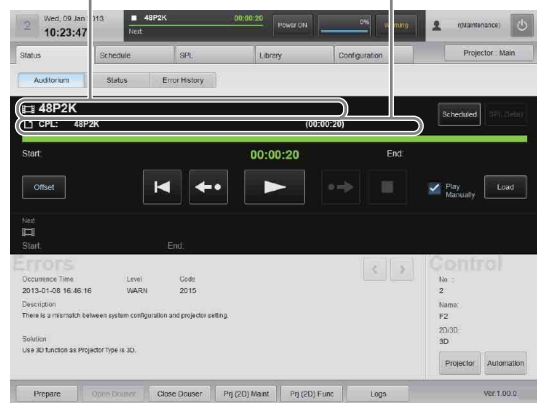 2
Wed, 09 Jan 2013
10:23:47
48P2K
00:00:20
Next:
Power ON
0%
Warning
(Maintenance)
Status
Schedule
SPL
Library
Configuration
Projector : Main
Auditorium
Status
Error History
48P2K
CPL: 48P2K (00:00:20)
Scheduled
SPL Detail
Start:
00:00:20
End:
Offset
Play Manually
Load
Next
Start:
End:
Errors
Occurrence Time
Level
Code
2013-01-08 16:46:16
WARN
2015
Description
There is a mismatch between system configuration and projector setting.
Solution
Use 3D function as Projector Type is 3D.
Control
No. :
2
Name:
F2
2D/3D:
3D
Projector
Automation
Prepare
Open Douser
Close Douser
Prj (2D) Maint
Prj (2D) Func
Logs
Ver.1.00.0